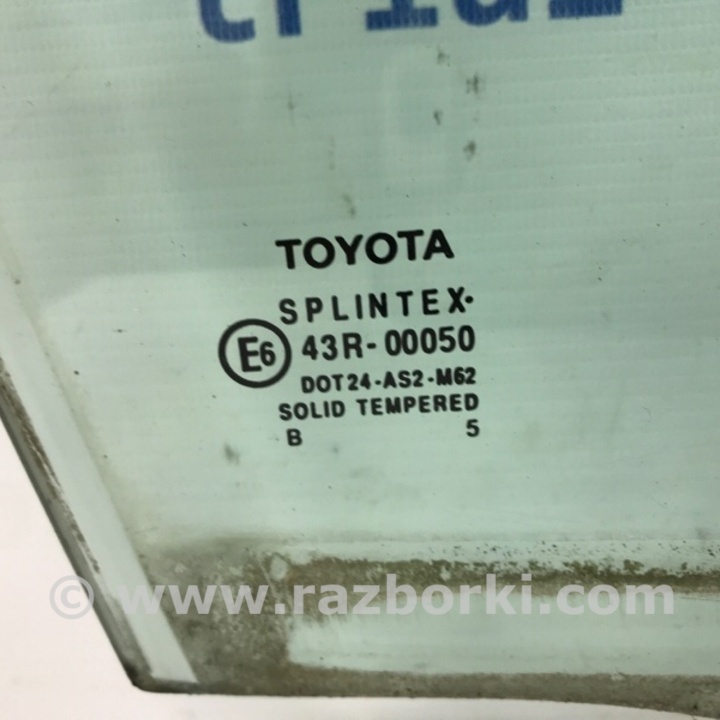 TOYOTA
SPLINTEX·
E6 43R-00050
DOT24-AS2-M62
SOLID TEMPERED
B 5
© www.razborki.com